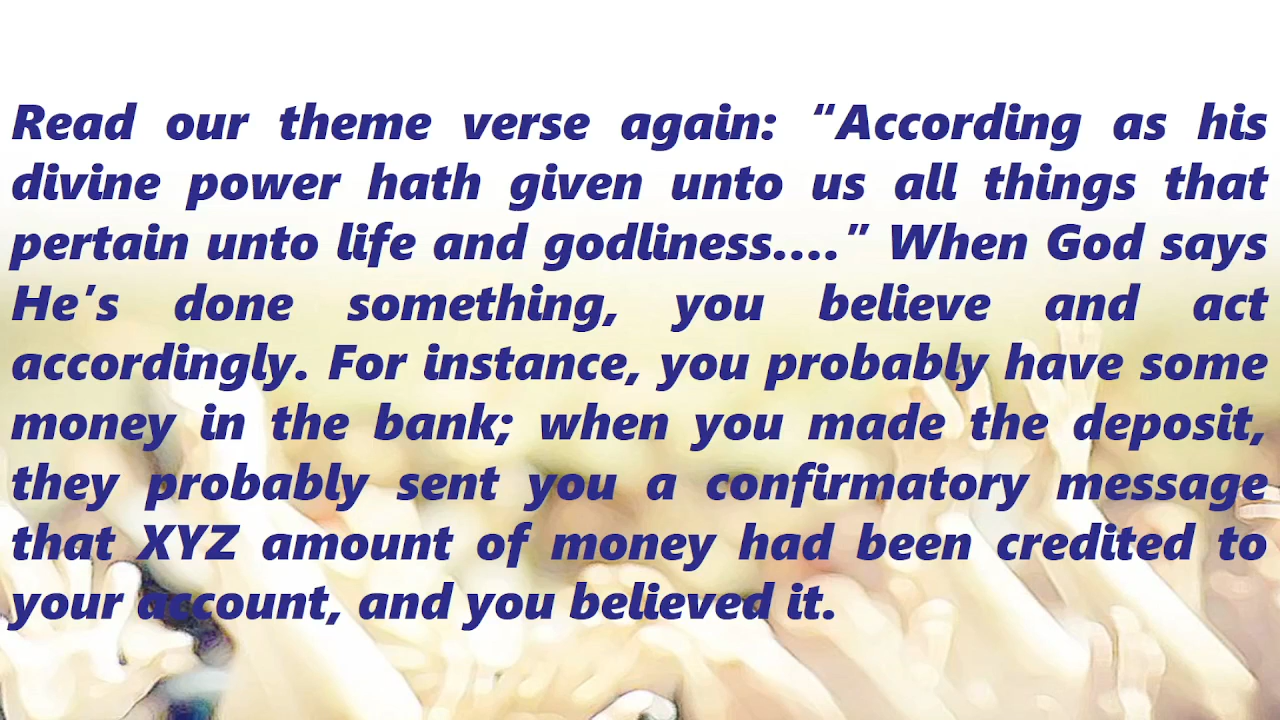 Read our theme verse again: “According as his
divine power hath given unto us all things that
pertain unto life and godliness....” When God says
He's done something, you believe and act
accordingly. For instance, you probably have some
money in the bank; when you made the deposit,
they probably sent you a confirmatory message
that XYZ amount of money had been credited to
your account, and you believed it.